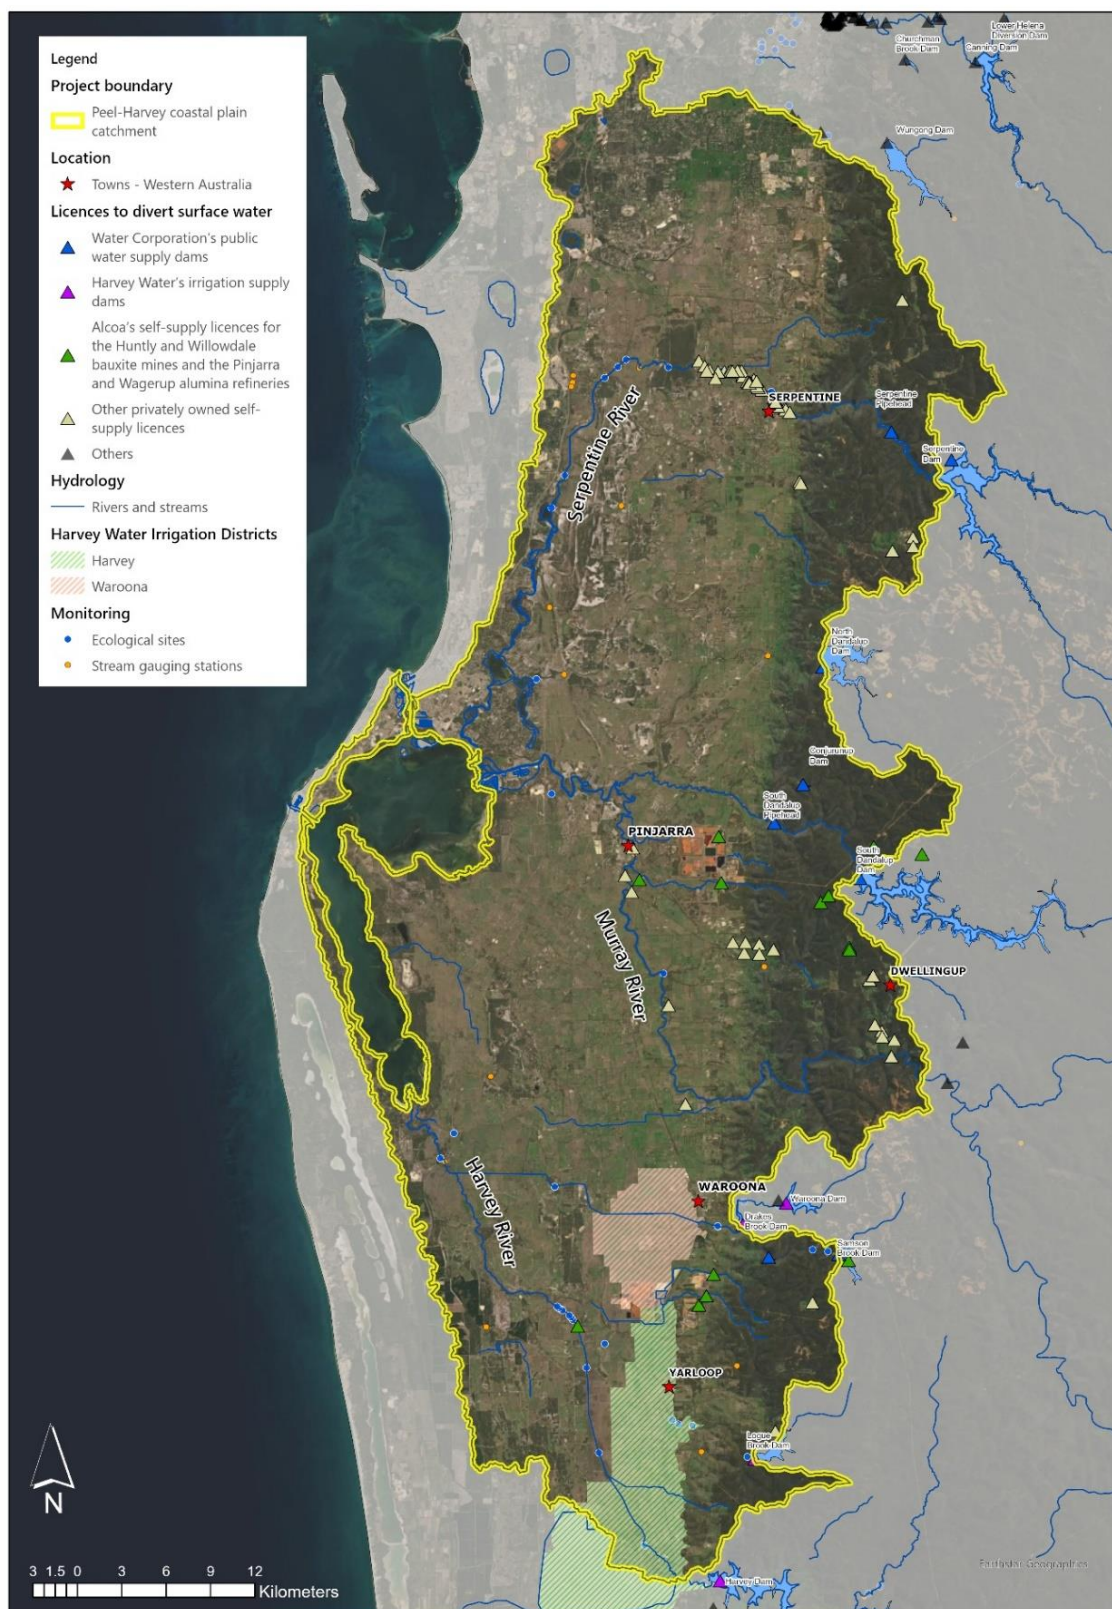 Legend
Project boundary
Peel-Harvey coastal plain
catchment
Location
Towns - Western Australia
Licences to divert surface water
Water Corporation's public
water supply dams
Harvey Water's irrigation supply
dams
Alcoa's self-supply licences for
the Huntly and Willowdale
bauxite mines and the Pinjarra
and Wagerup alumina refineries
Other privately owned self-
supply licences
Others
Hydrology
Rivers and streams
Harvey Water Irrigation Districts
Harvey
Waroona
Monitoring
Ecological sites
Stream gauging stations
Churchman
Brook Dam
Lower Helena
Diversion Dam
Canning Dam
Wungong Dam
SERPENTINE
Serpentine
Pipehead
Serpentine
Dam
Serpentine River
North
Dandalup
Dam
Conjurunup
Dam
South
Dandalup
Pipehead
PINJARRA
South
Dandalup
Dam
Murray River
DWELLINGUP
WAROONA
Waroona Dam
Drakes
Brook Dam
Samson
Brook Dam
Harvey River
YARLOOP
Logue
Brook Dam
Harvey Dam
N
3 1.5 0 3 6 9 12
Kilometers
Earthstar Geographics